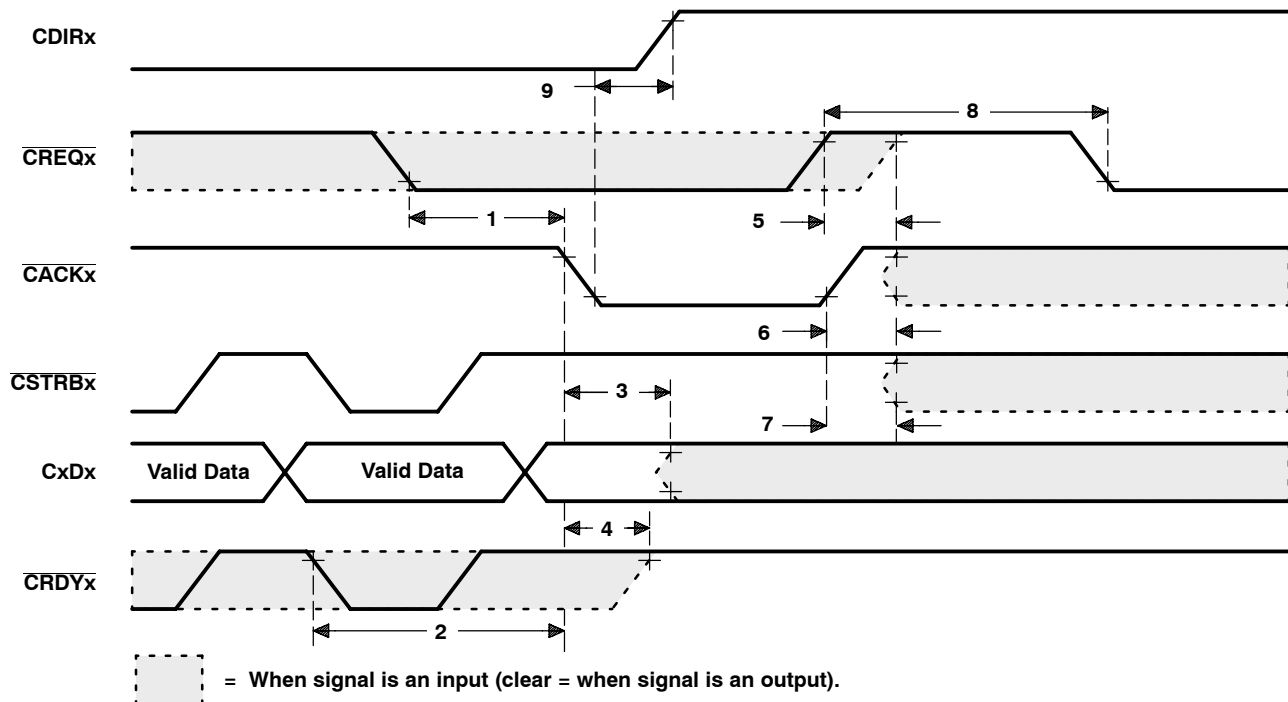 CDIRx
9
8
CREQx
1
5
CACKx
6
CSTRBx
3
7
CxDx
Valid Data
Valid Data
4
CRDYx
2
= When signal is an input (clear = when signal is an output).